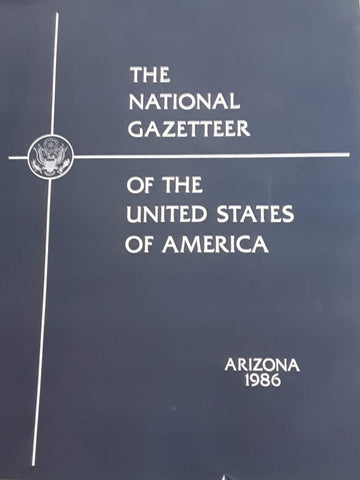 THE
NATIONAL
GAZETTEER
OF THE
UNITED STATES
OF AMERICA
ARIZONA
1986